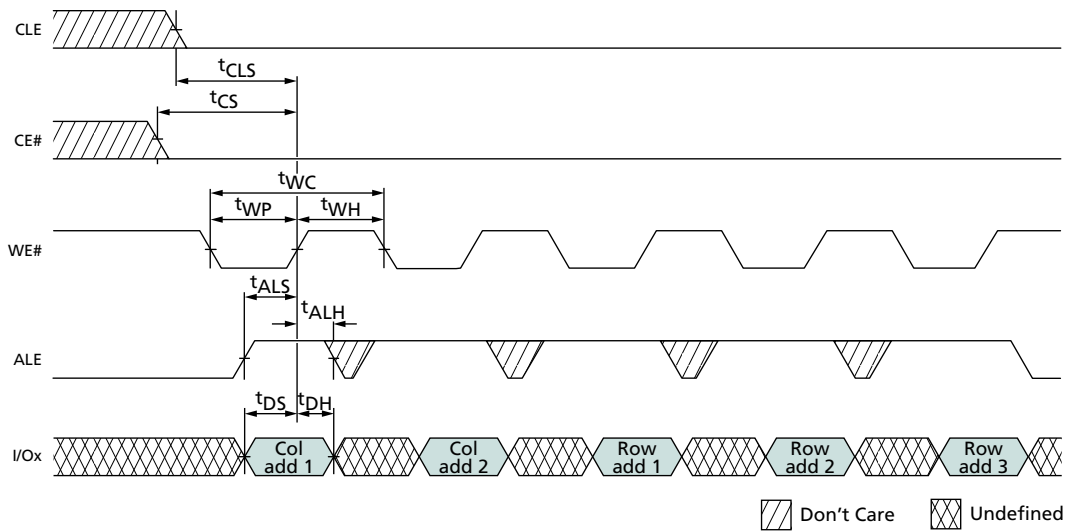 CLE
tCLS
tCS
CE#
tWC
tWP
tWH
WE#
tALS
tALH
ALE
tDS
tDH
I/Ox
Col
add 1
Col
add 2
Row
add 1
Row
add 2
Row
add 3
Don't Care
Undefined